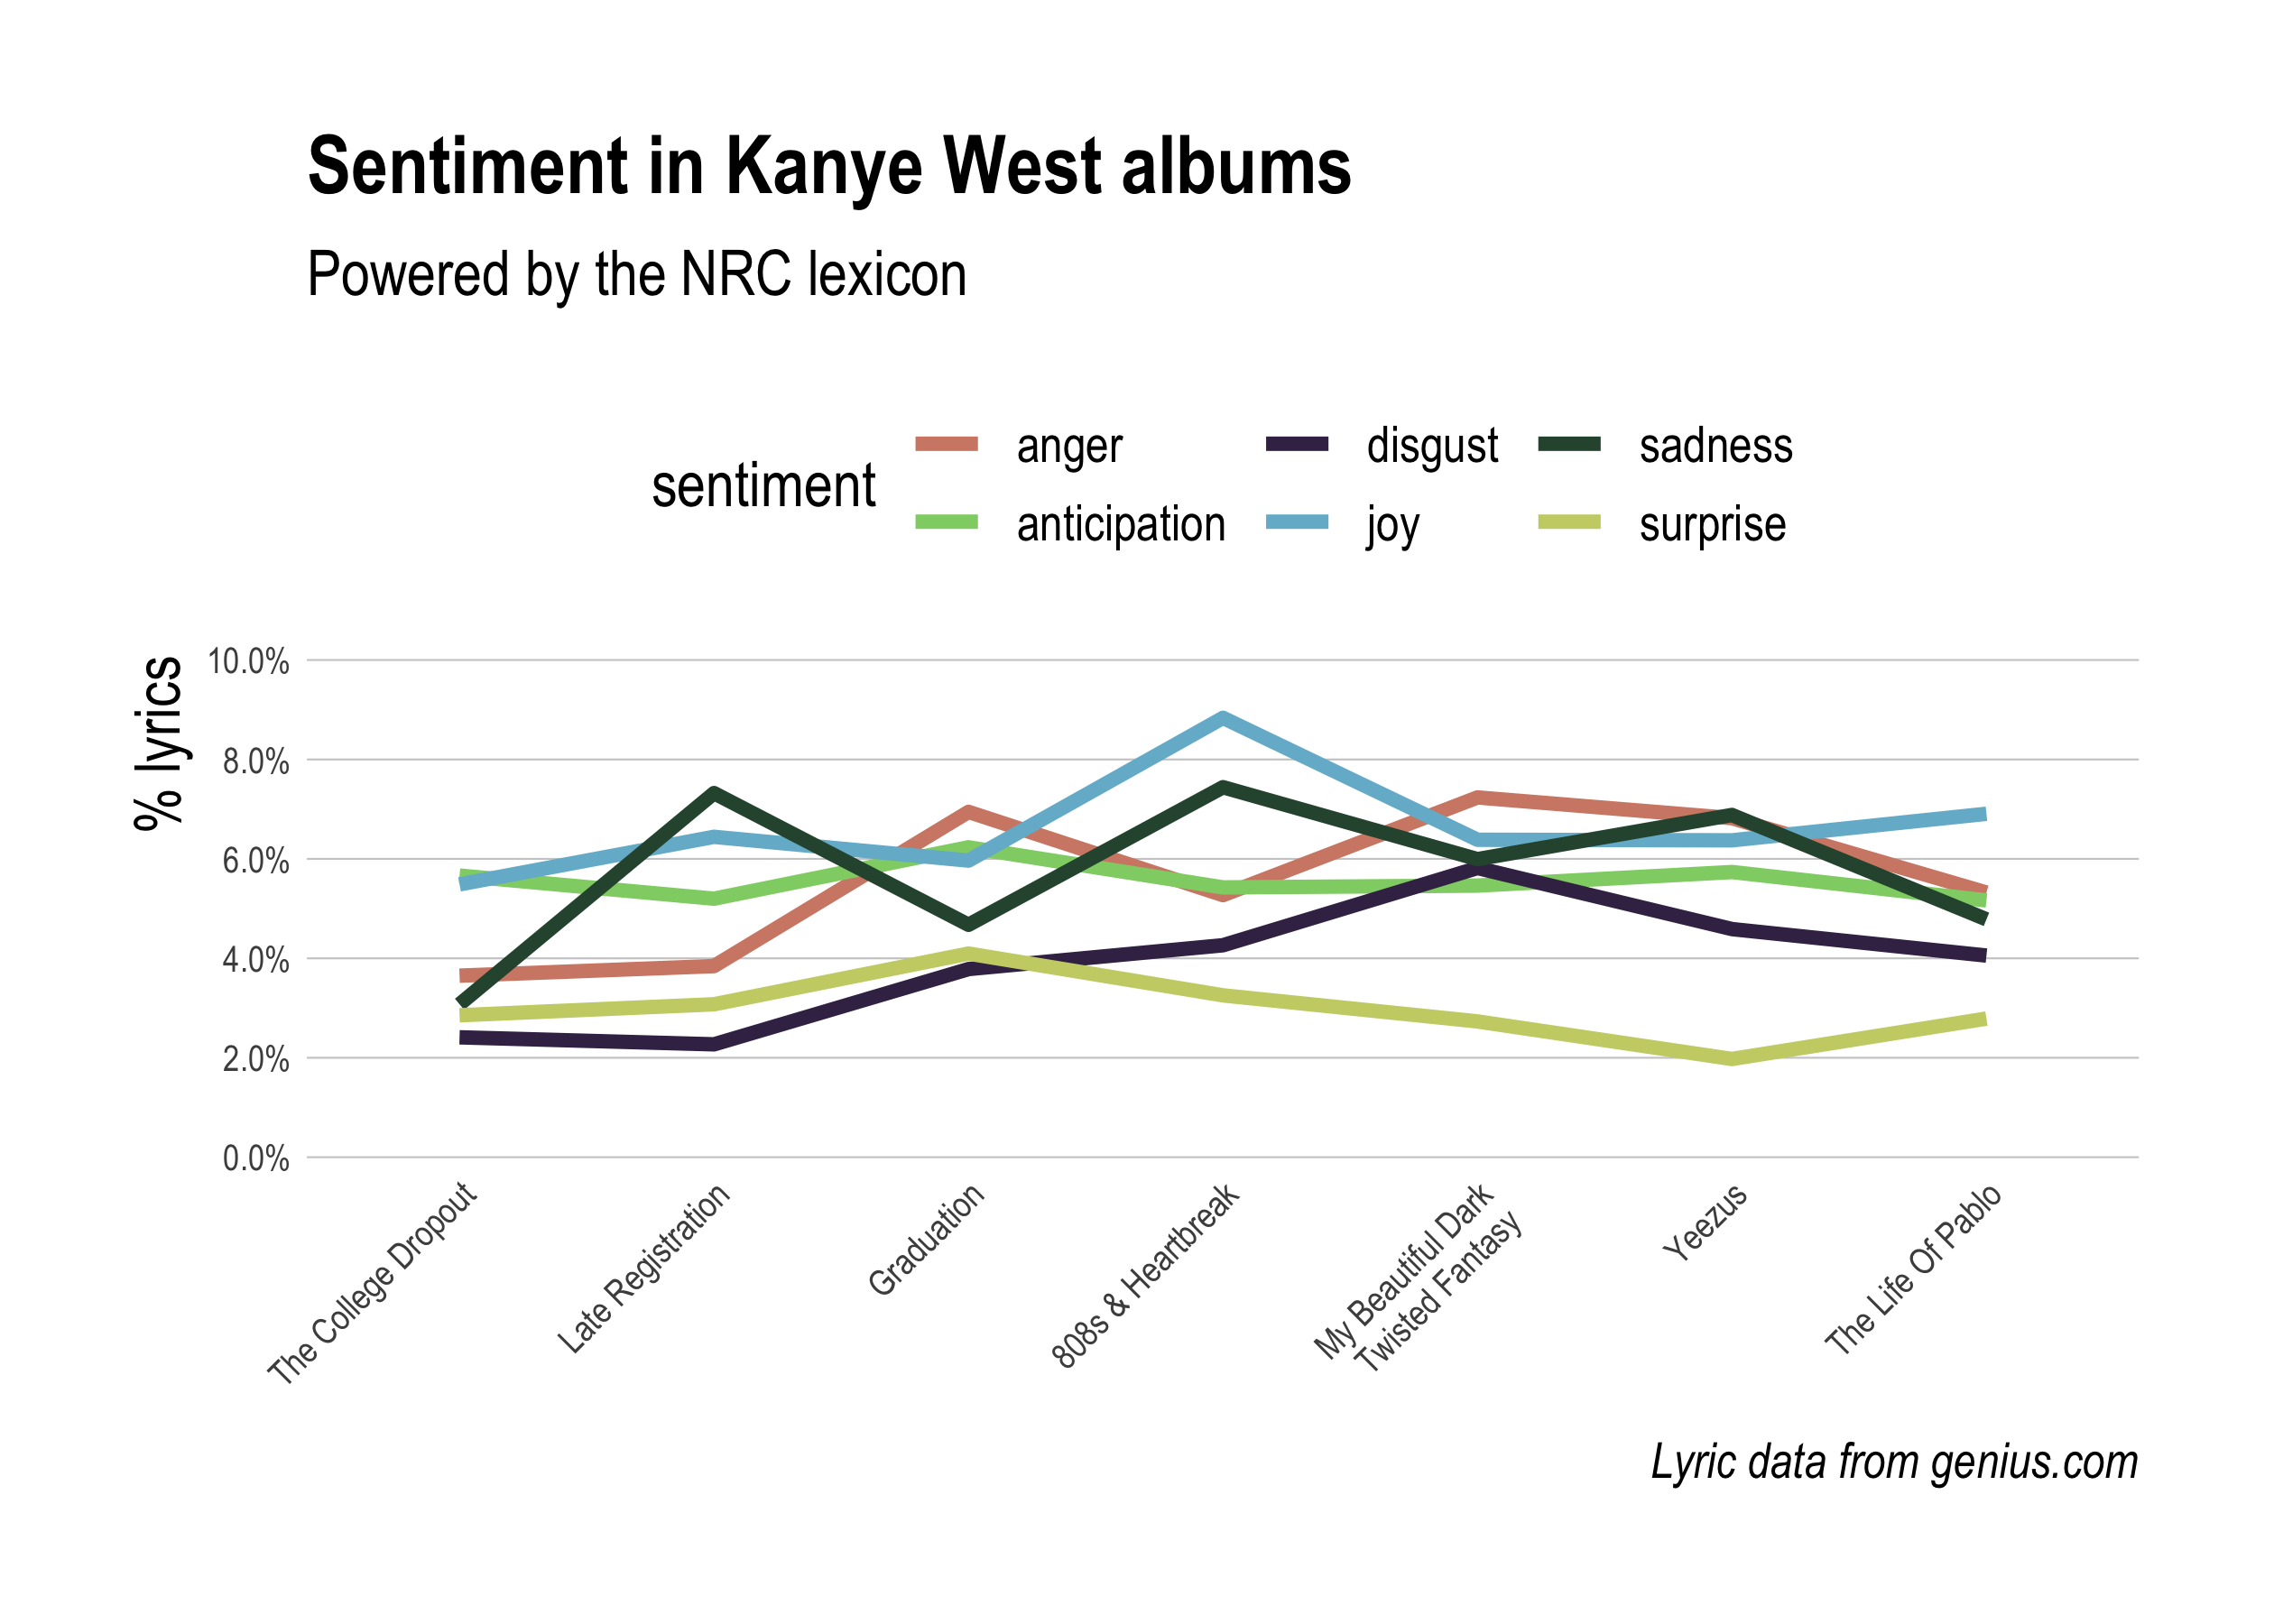 Sentiment in Kanye West albums
Powered by the NRC lexicon
sentiment
anger
disgust
sadness
anticipation
joy
surprise
% lyrics
10.0%
8.0%
6.0%
4.0%
2.0%
0.0%
The College Dropout
Late Registration
Graduation
808s & Heartbreak
My Beautiful Dark
Twisted Fantasy
Yeezus
The Life Of Pablo
Lyric data from genius.com